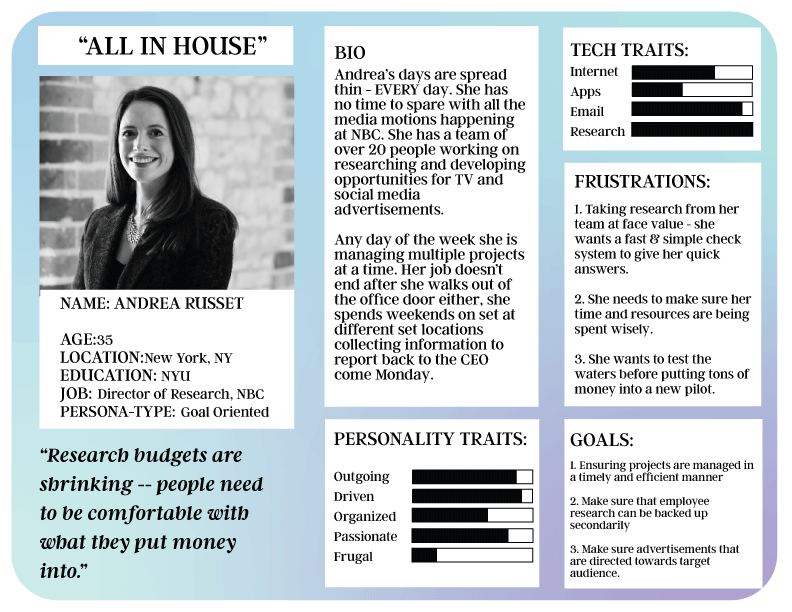 “ALL IN HOUSE”
NAME: ANDREA RUSSET
AGE:35
LOCATION:New York, NY
EDUCATION: NYU
JOB: Director of Research, NBC
PERSONA-TYPE: Goal Oriented
“Research budgets are
shrinking -- people need
to be comfortable with
what they put money
into.”
BIO
Andrea’s days are spread
thin - EVERY day. She has
no time to spare with all the
media motions happening
at NBC. She has a team of
over 20 people working on
researching and developing
opportunities for TV and
social media
advertisements.
Any day of the week she is
managing multiple projects
at a time. Her job doesn’t
end after she walks out of
the office door either, she
spends weekends on set at
different set locations
collecting information to
report back to the CEO
come Monday.
PERSONALITY TRAITS:
Outgoing
Driven
Organized
Passionate
Frugal
TECH TRAITS:
Internet
Apps
Email
Research
FRUSTRATIONS:
1. Taking research from her
team at face value - she
wants a fast & simple check
system to give her quick
answers.
2. She needs to make sure her
time and resources are being
spent wisely.
3. She wants to test the
waters before putting tons of
money into a new pilot.
GOALS:
1. Ensuring projects are managed in
a timely and efficient manner
2. Make sure that employee
research can be backed up
secondarily
3. Make sure advertisements that
are directed towards target
audience.